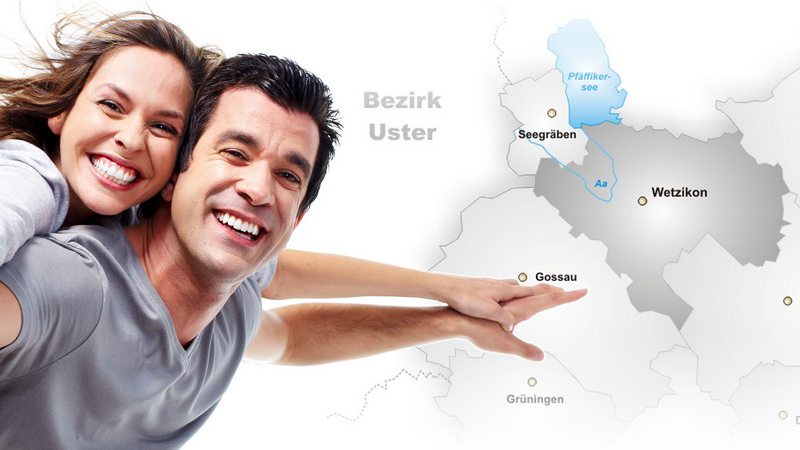 Pfäffiker-
see
Bezirk
Uster
Seegräben
Aa
Wetzikon
Gossau
Grüningen